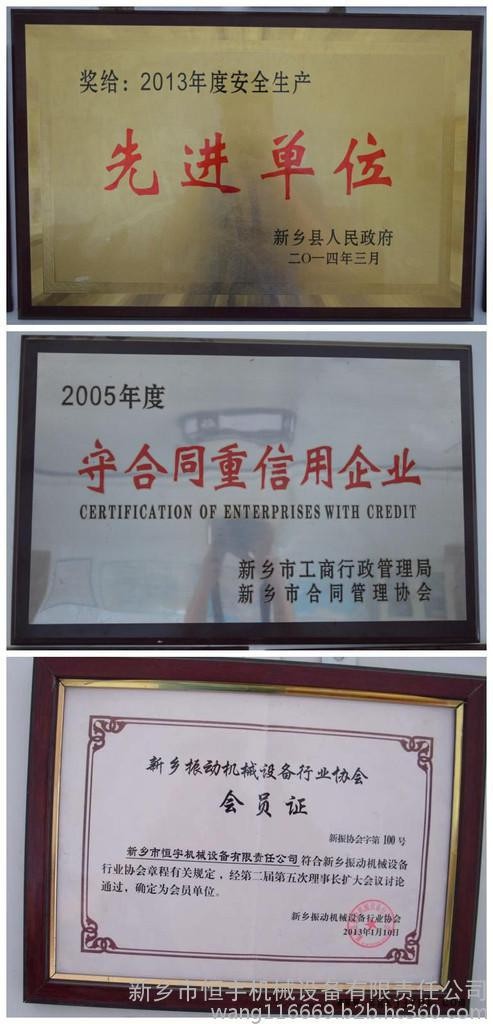 奖给：2013年度安全生产
先进单位
新乡县人民政府
二〇一四年三月
2005年度
守合同重信用企业
CERTIFICATION OF ENTERPRISES WITH CREDIT
新乡市工商行政管理局
新乡市合同管理协会
新乡振动机械设备行业协会
会员证
新振协会字第 100 号
新乡市恒宇机械设备有限责任公司符合新乡振动机械设备
行业协会章程有关规定，经第二届第五次理事长扩大会议讨论
通过，确定为会员单位。
新乡振动机械设备行业协会
2013年1月10日
新乡市恒宇机械设备有限责任公司
wang116669.b2b.hc360.com